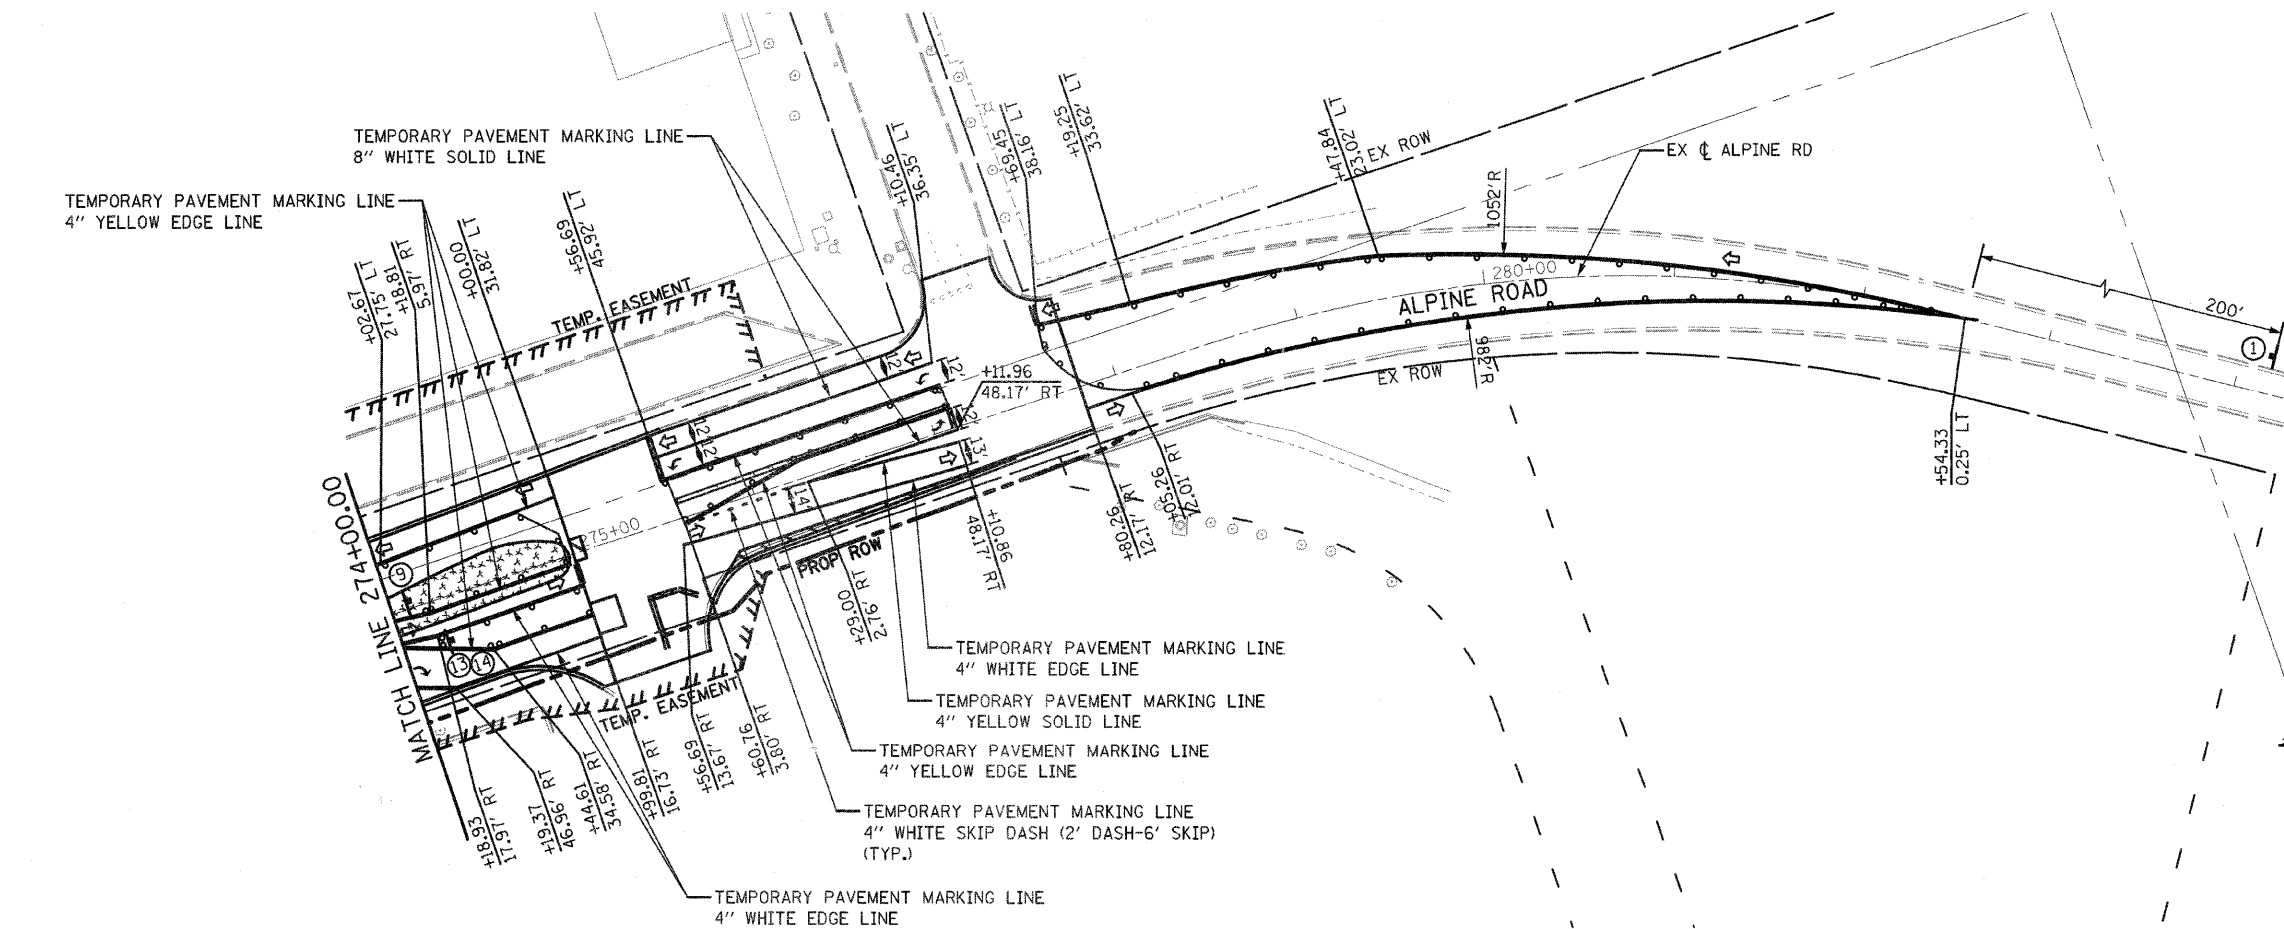 TEMPORARY PAVEMENT MARKING LINE
8" WHITE SOLID LINE
TEMPORARY PAVEMENT MARKING LINE
4" YELLOW EDGE LINE
+02.67
27.75' LT
+18.81
5.97' RT
+00.00
31.82' LT
+56.69
45.92' LT
+10.46
36.35' LT
+69.45
38.16' LT
+19.25
33.62' LT
+47.84
23.02' LT
EX ROW
1052'R
EX ℄ ALPINE RD
280+00
ALPINE ROAD
200'
1
982'R
EX ROW
+54.33
0.25' LT
TEMP. EASEMENT
12'
12'
+11.96
48.17' RT
12'
12'
12'
13'
14'
275+00
MATCH LINE 274+00.00
9
13
14
PROP ROW
TEMP. EASEMENT
+10.86
48.17' RT
+80.26
12.17' RT
+05.26
12.01' RT
+29.00
2.76' RT
+60.76
3.80' RT
+56.69
13.67' RT
+99.81
16.73' RT
+44.61
34.58' RT
+19.37
46.96' RT
+18.93
17.97' RT
TEMPORARY PAVEMENT MARKING LINE
4" WHITE EDGE LINE
TEMPORARY PAVEMENT MARKING LINE
4" YELLOW SOLID LINE
TEMPORARY PAVEMENT MARKING LINE
4" YELLOW EDGE LINE
TEMPORARY PAVEMENT MARKING LINE
4" WHITE SKIP DASH (2' DASH-6' SKIP)
(TYP.)
TEMPORARY PAVEMENT MARKING LINE
4" WHITE EDGE LINE